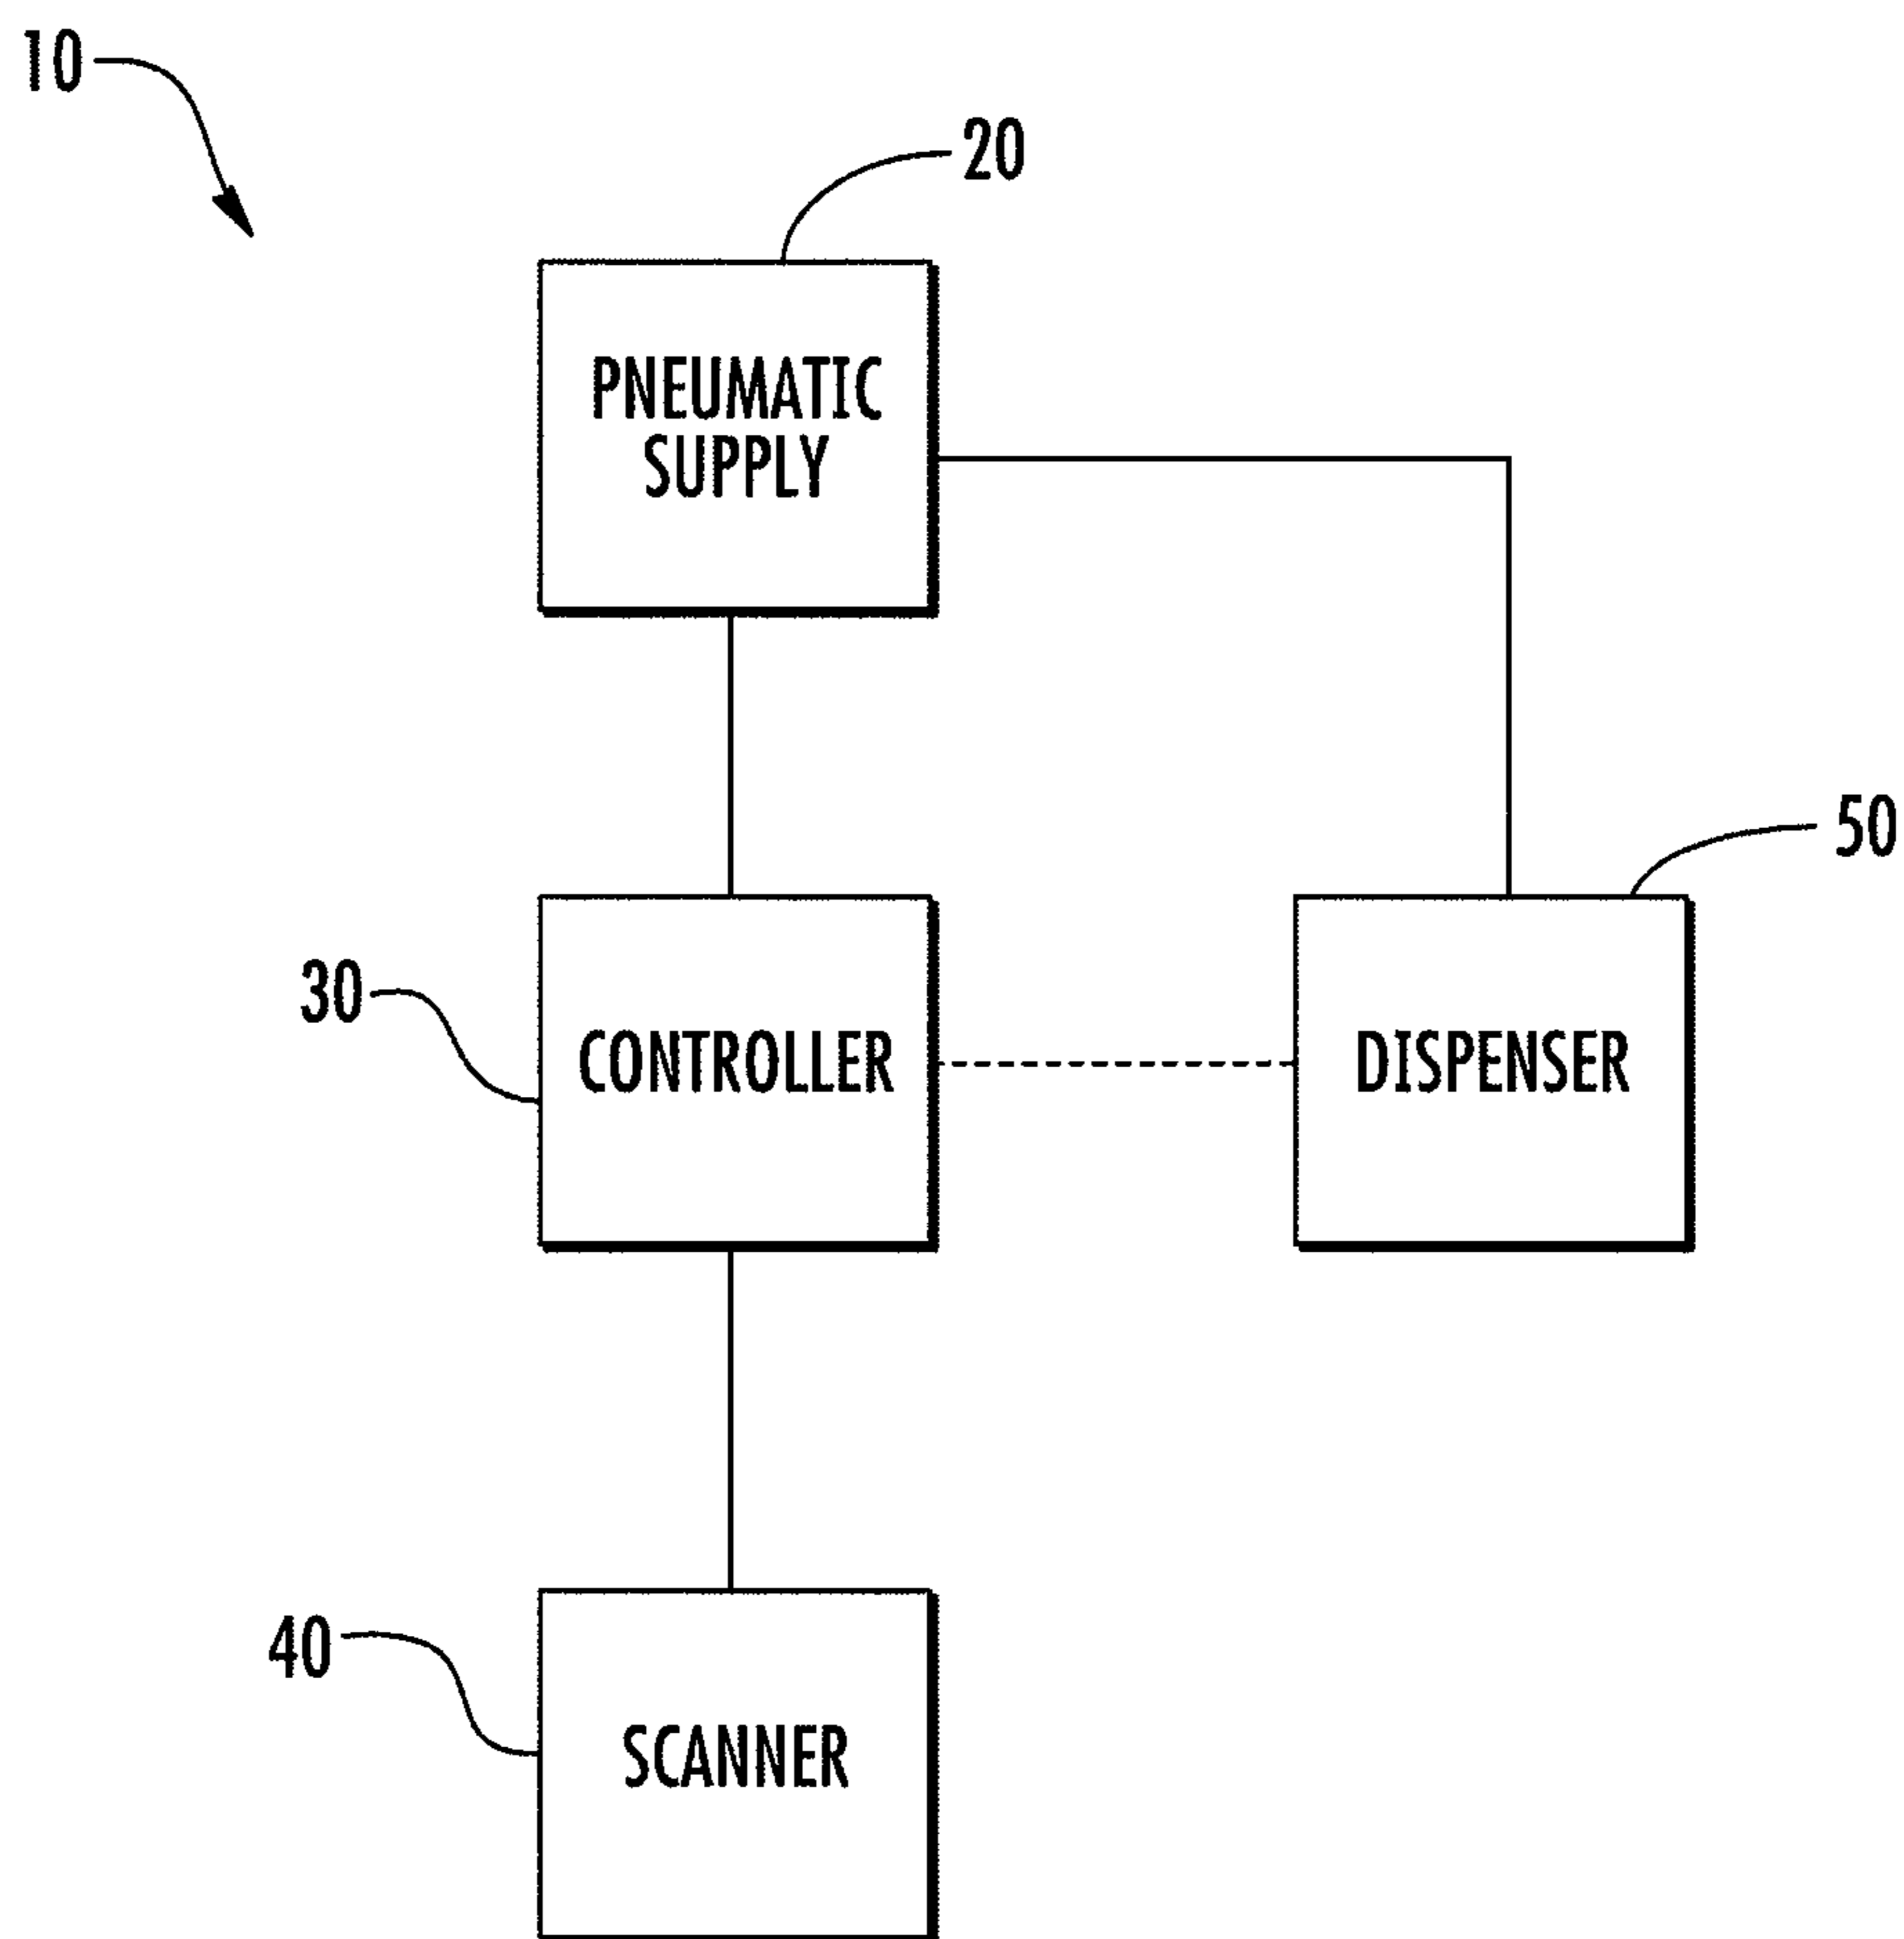 10
20
PNEUMATIC
SUPPLY
50
30
CONTROLLER
DISPENSER
40
SCANNER